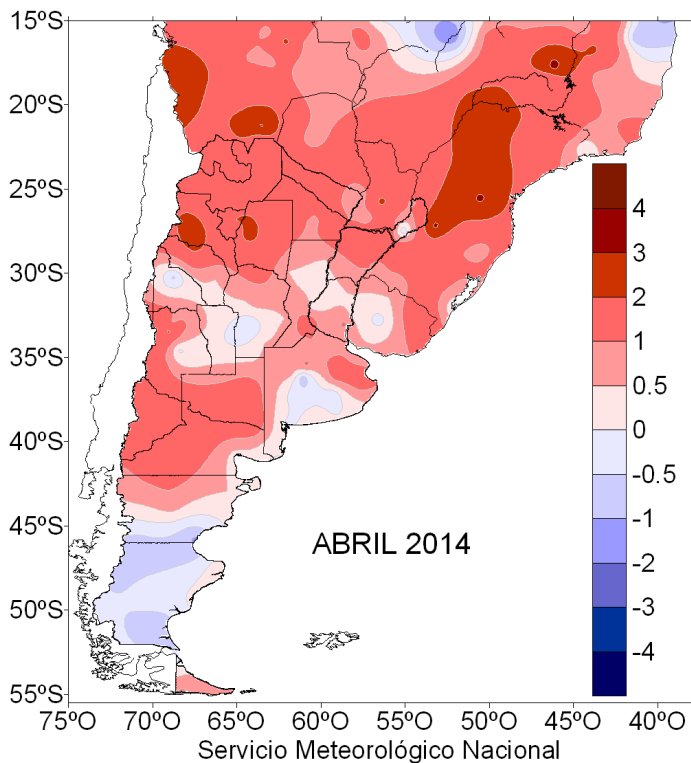 15ºS
20ºS
25ºS
30ºS
35ºS
40ºS
45ºS
50ºS
55ºS
4
3
2
1
0.5
0
-0.5
-1
-2
-3
-4
ABRIL 2014
75ºO 70ºO 65ºO 60ºO 55ºO 50ºO 45ºO 40ºO
Servicio Meteorológico Nacional